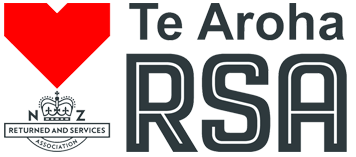 Te Aroha
RSA
N Z
RETURNED AND SERVICES
ASSOCIATION